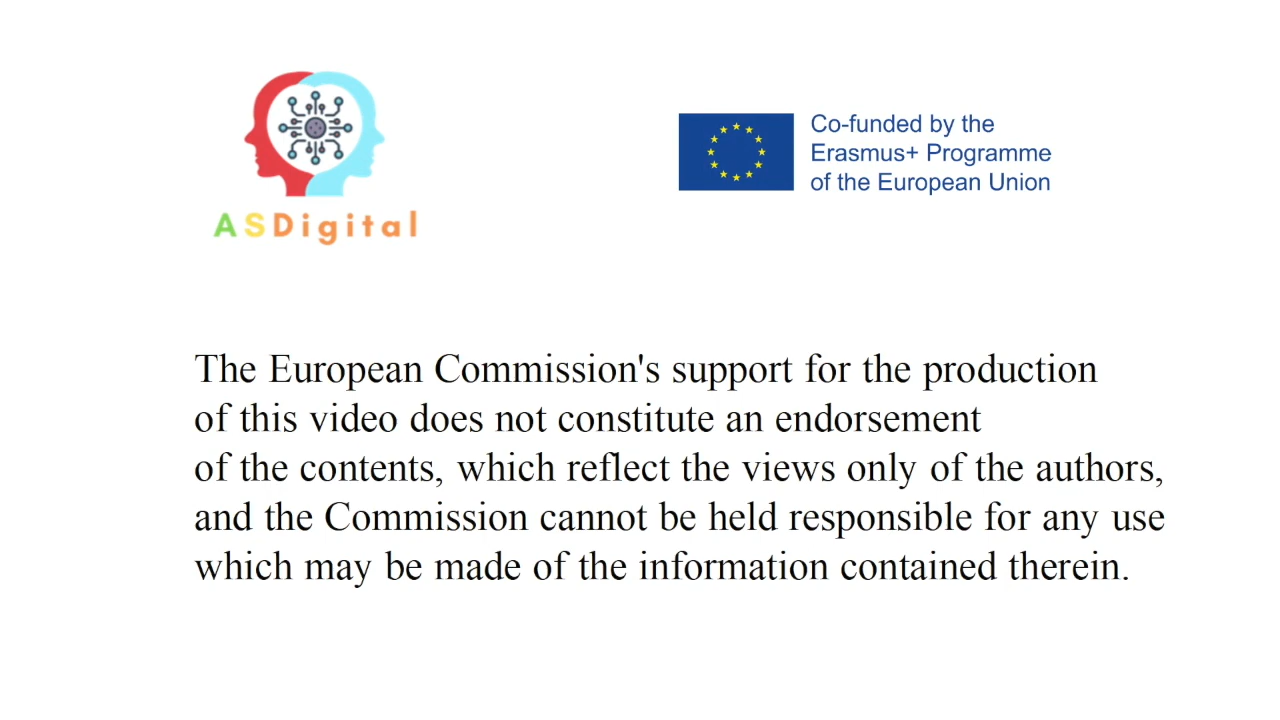 ASDigital
Co-funded by the
Erasmus+ Programme
of the European Union
The European Commission's support for the production
of this video does not constitute an endorsement
of the contents, which reflect the views only of the authors,
and the Commission cannot be held responsible for any use
which may be made of the information contained therein.